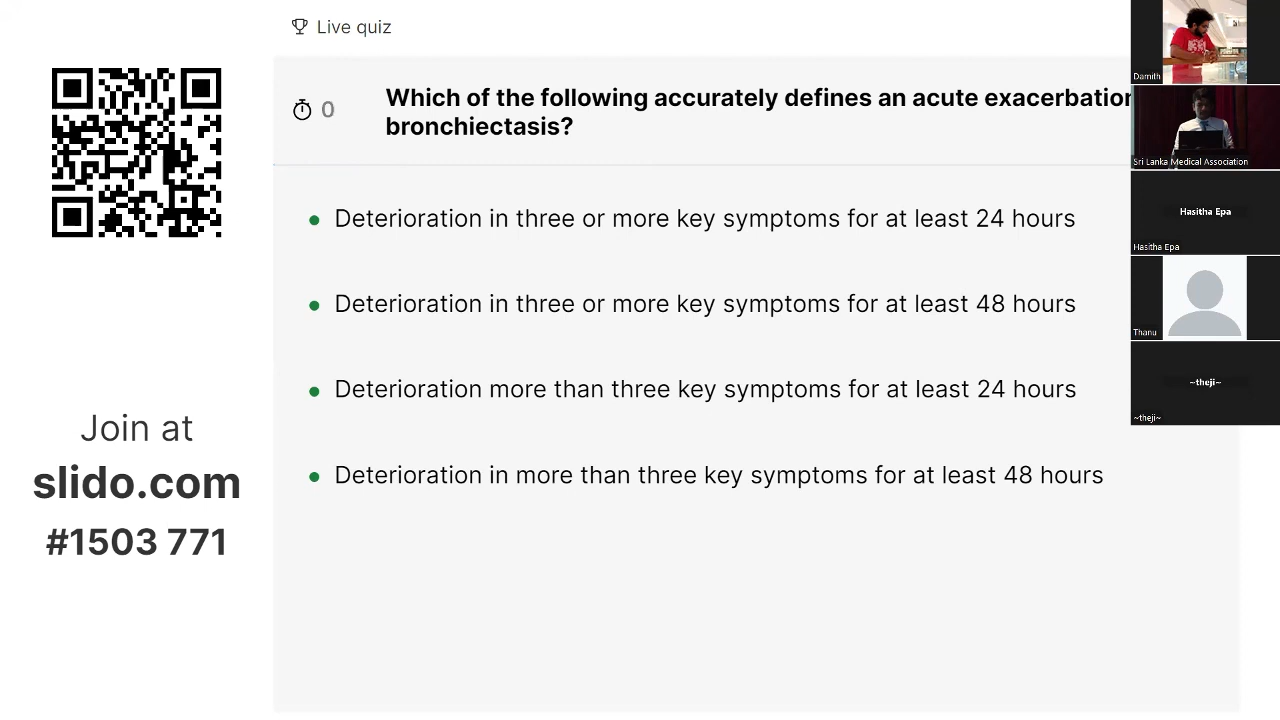 Live quiz
0
Which of the following accurately defines an acute exacerbation
bronchiectasis?
Deterioration in three or more key symptoms for at least 24 hours
Deterioration in three or more key symptoms for at least 48 hours
Deterioration more than three key symptoms for at least 24 hours
Deterioration in more than three key symptoms for at least 48 hours
Join at
slido.com
#1503 771
Damith
Sri Lanka Medical Association
Hasitha Epa
Hasitha Epa
Thanu
~theji~
~theji~